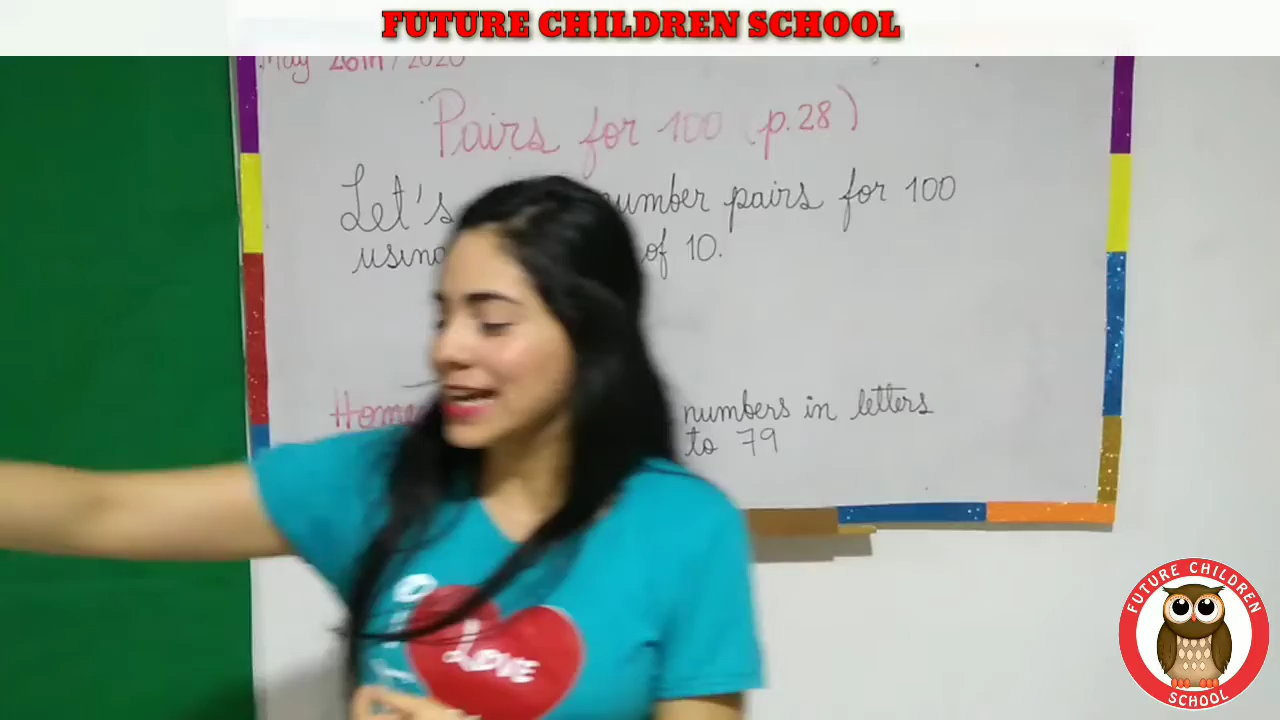 FUTURE CHILDREN SCHOOL
May 26th/2020
Pairs for 100 (p.28)
Let's number pairs for 100
using of 10.
numbers in letters
to 79
LOVE
FUTURE CHILDREN
SCHOOL